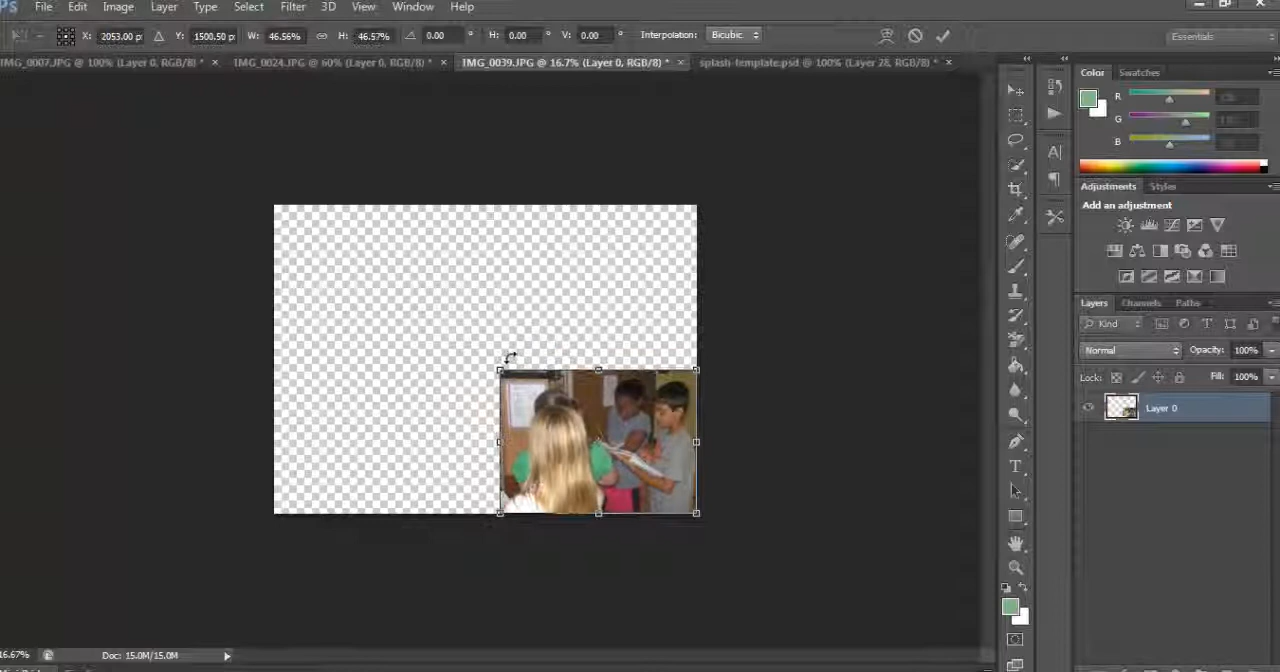 Ps File Edit Image Layer Type Select Filter 3D View Window Help
X: 2053.00 p Y: 1500.50 p W: 46.56% H: 46.57% 0.00 ° H: 0.00 ° V: 0.00 ° Interpolation: Bicubic Essentials
IMG_0007.JPG @ 100% (Layer 0, RGB/8) * × IMG_0024.JPG @ 60% (Layer 0, RGB/8) * × IMG_0039.JPG @ 16.7% (Layer 0, RGB/8) * × splash-template.psd @ 100% (Layer 28, RGB/8) * ×
Color Swatches
R
G
B
Adjustments Styles
Add an adjustment
Layers Channels Paths
Kind
Normal Opacity: 100%
Lock: Fill: 100%
Layer 0
16.67% Doc: 15.0M/15.0M